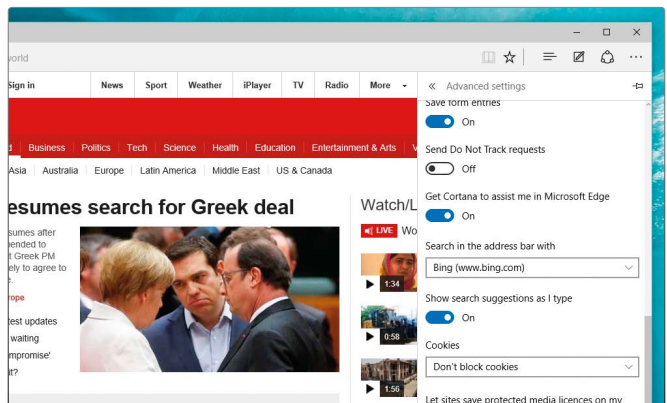 world
Sign in News Sport Weather iPlayer TV Radio More
Business Politics Tech Science Health Education Entertainment & Arts
Asia Australia Europe Latin America Middle East US & Canada
esumes search for Greek deal
sumes after
ended to
t Greek PM
ely to agree to
e.
rope
test updates
waiting
mpromise'
it?
Watch/L
LIVE Wo
1:34
0:58
1:56
« Advanced settings
Save form entries
On
Send Do Not Track requests
Off
Get Cortana to assist me in Microsoft Edge
On
Search in the address bar with
Bing (www.bing.com)
Show search suggestions as I type
On
Cookies
Don't block cookies
Let sites save protected media licences on my